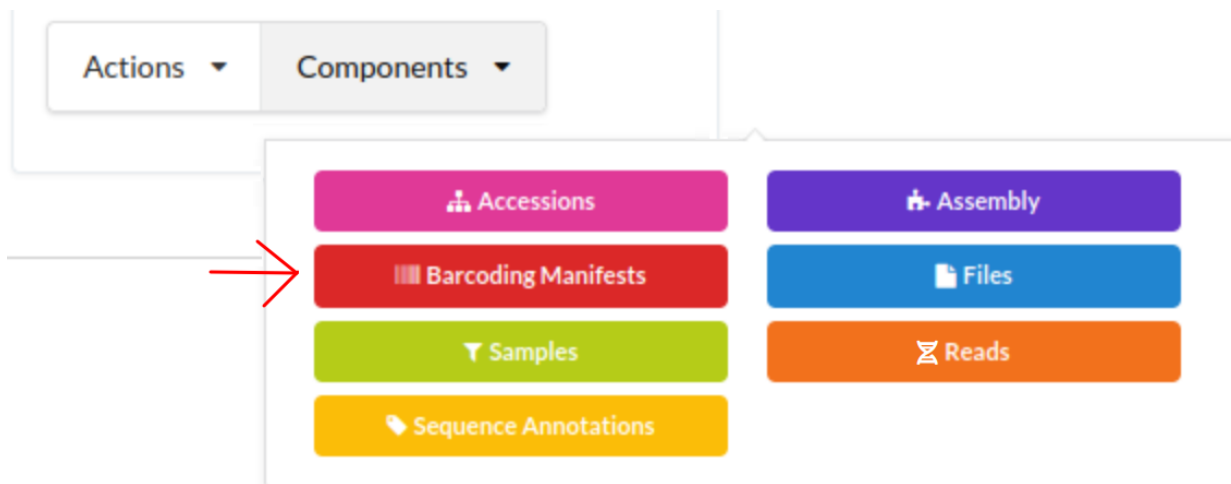 Actions Components
Accessions Assembly
Barcoding Manifests Files
Samples Reads
Sequence Annotations